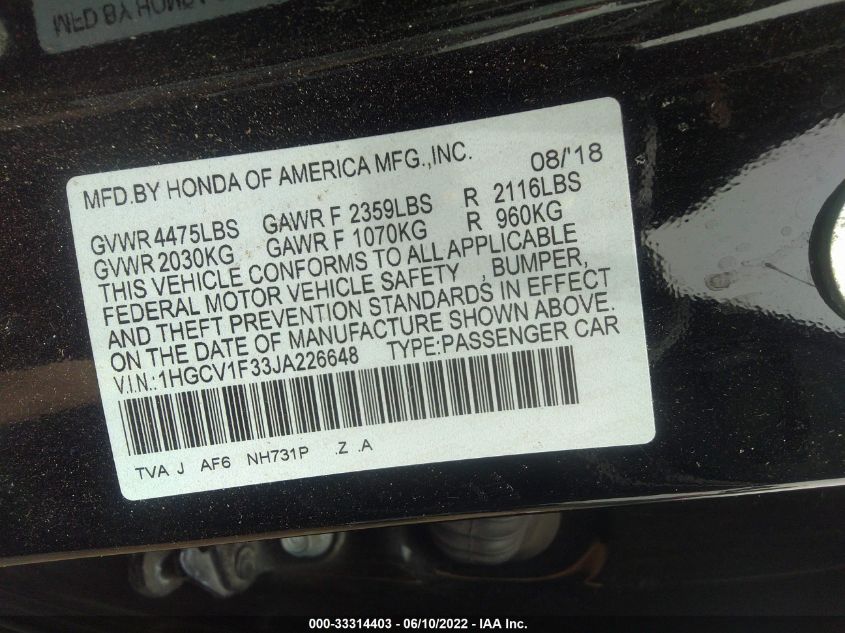 MFD BY HONDA
MFD.BY HONDA OF AMERICA MFG.,INC. 08/'18
GVWR 4475LBS GAWR F 2359LBS R 2116LBS
GVWR 2030KG GAWR F 1070KG R 960KG
THIS VEHICLE CONFORMS TO ALL APPLICABLE
FEDERAL MOTOR VEHICLE SAFETY , BUMPER,
AND THEFT PREVENTION STANDARDS IN EFFECT
ON THE DATE OF MANUFACTURE SHOWN ABOVE.
V.I.N.:1HGCV1F33JA226648 TYPE:PASSENGER CAR
TVA J AF6 NH731P .Z .A
000-33314403 - 06/10/2022 - IAA Inc.